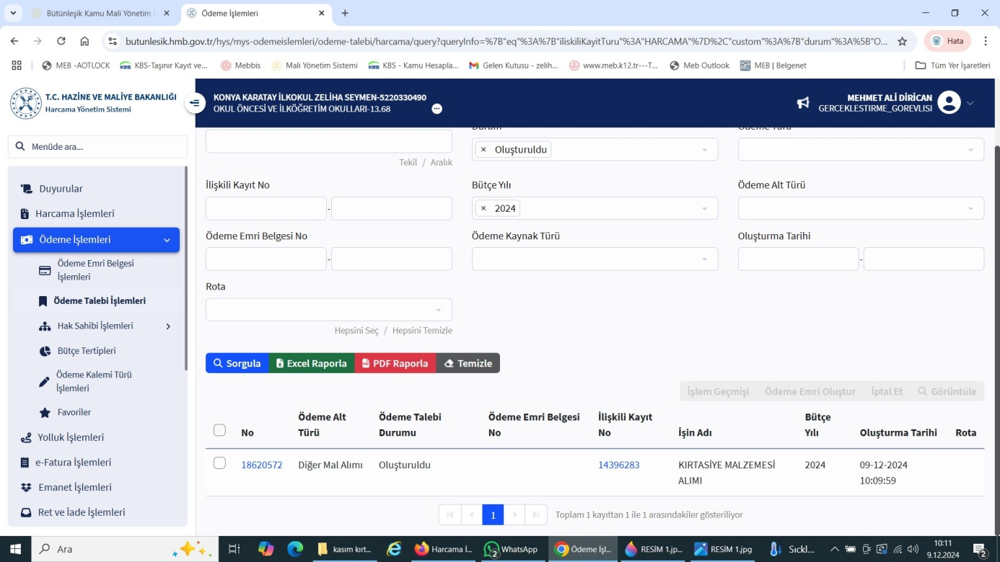 Bütünleşik Kamu Mali Yönetim
Ödeme İşlemleri
butunlesik.hmb.gov.tr/hys/mys-odemeislemleri/odeme-talebi/harcama/query?queryInfo=%7B"eq"%3A%7B"iliskiliKayitTuru"%3A"HARCAMA"%7D%2C"custom"%3A%7B"durum"%3A%5B"O...
Hata
MEB -AOTLOCK
KBS-Taşınır Kayıt ve...
Mebbis
Mali Yönetim Sistemi
KBS - Kamu Hesapla...
Gelen Kutusu - zelih...
www.meb.k12.tr---T...
Meb Outlook
MEB | Belgenet
Tüm Yer İşaretleri
T.C. HAZİNE VE MALİYE BAKANLIĞI
Harcama Yönetim Sistemi
KONYA KARATAY İLKOKUL ZELİHA SEYMEN-5220330490
OKUL ÖNCESİ VE İLKÖĞRETİM OKULLARI-13.68
MEHMET ALİ DİRİCAN
GERCEKLESTIRME_GOREVLISI
Menüde ara...
Duyurular
Harcama İşlemleri
Ödeme İşlemleri
Ödeme Emri Belgesi
İşlemleri
Ödeme Talebi İşlemleri
Hak Sahibi İşlemleri
Bütçe Tertipleri
Ödeme Kalemi Türü
İşlemleri
Favoriler
Yolluk İşlemleri
e-Fatura İşlemleri
Emanet İşlemleri
Ret ve İade İşlemleri
Durum
Ödeme Türü
× Oluşturuldu
Tekil / Aralık
İlişkili Kayıt No
Bütçe Yılı
Ödeme Alt Türü
-
× 2024
Ödeme Emri Belgesi No
Ödeme Kaynak Türü
Oluşturma Tarihi
-
-
Rota
Hepsini Seç / Hepsini Temizle
Sorgula
Excel Raporla
PDF Raporla
Temizle
İşlem Geçmişi
Ödeme Emri Oluştur
İptal Et
Görüntüle
No
Ödeme Alt
Türü
Ödeme Talebi
Durumu
Ödeme Emri Belgesi
No
İlişkili Kayıt
No
İşin Adı
Bütçe
Yılı
Oluşturma Tarihi
Rota
18620572
Diğer Mal Alımı
Oluşturuldu
14396283
KIRTASİYE MALZEMESİ
ALIMI
2024
09-12-2024
10:09:59
1
Toplam 1 kayıttan 1 ile 1 arasındakiler gösteriliyor
Ara
kasım kırt...
Harcama İ...
2
WhatsApp
Ödeme İşl...
RESİM 1.jp...
RESİM 1.jpg
Sıckl...
10:11
9.12.2024
2